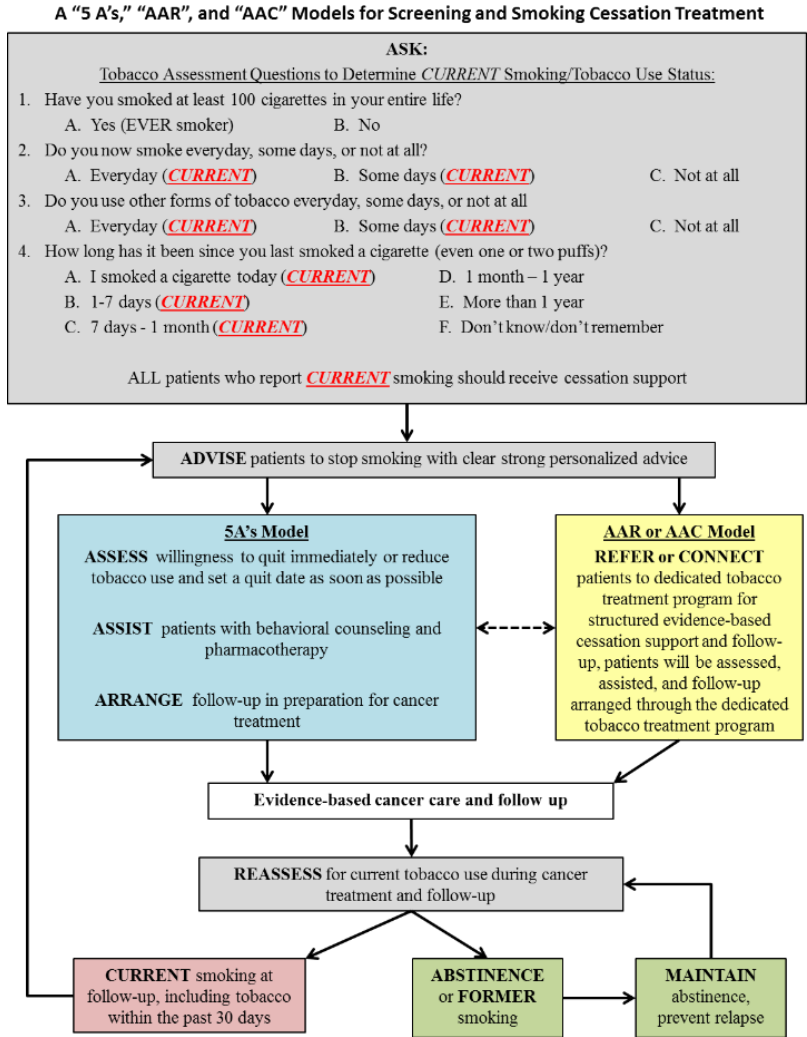 A “5 A’s,” “AAR”, and “AAC” Models for Screening and Smoking Cessation Treatment
ASK:
Tobacco Assessment Questions to Determine CURRENT Smoking/Tobacco Use Status:
1. Have you smoked at least 100 cigarettes in your entire life?
A. Yes (EVER smoker) B. No
2. Do you now smoke everyday, some days, or not at all?
A. Everyday (CURRENT) B. Some days (CURRENT) C. Not at all
3. Do you use other forms of tobacco everyday, some days, or not at all
A. Everyday (CURRENT) B. Some days (CURRENT) C. Not at all
4. How long has it been since you last smoked a cigarette (even one or two puffs)?
A. I smoked a cigarette today (CURRENT) D. 1 month – 1 year
B. 1-7 days (CURRENT) E. More than 1 year
C. 7 days - 1 month (CURRENT) F. Don’t know/don’t remember
ALL patients who report CURRENT smoking should receive cessation support
ADVISE patients to stop smoking with clear strong personalized advice
5A’s Model
ASSESS willingness to quit immediately or reduce
tobacco use and set a quit date as soon as possible
ASSIST patients with behavioral counseling and
pharmacotherapy
ARRANGE follow-up in preparation for cancer
treatment
AAR or AAC Model
REFER or CONNECT
patients to dedicated tobacco
treatment program for
structured evidence-based
cessation support and follow-
up, patients will be assessed,
assisted, and follow-up
arranged through the dedicated
tobacco treatment program
Evidence-based cancer care and follow up
REASSESS for current tobacco use during cancer
treatment and follow-up
CURRENT smoking at
follow-up, including tobacco
within the past 30 days
ABSTINENCE
or FORMER
smoking
MAINTAIN
abstinence,
prevent relapse